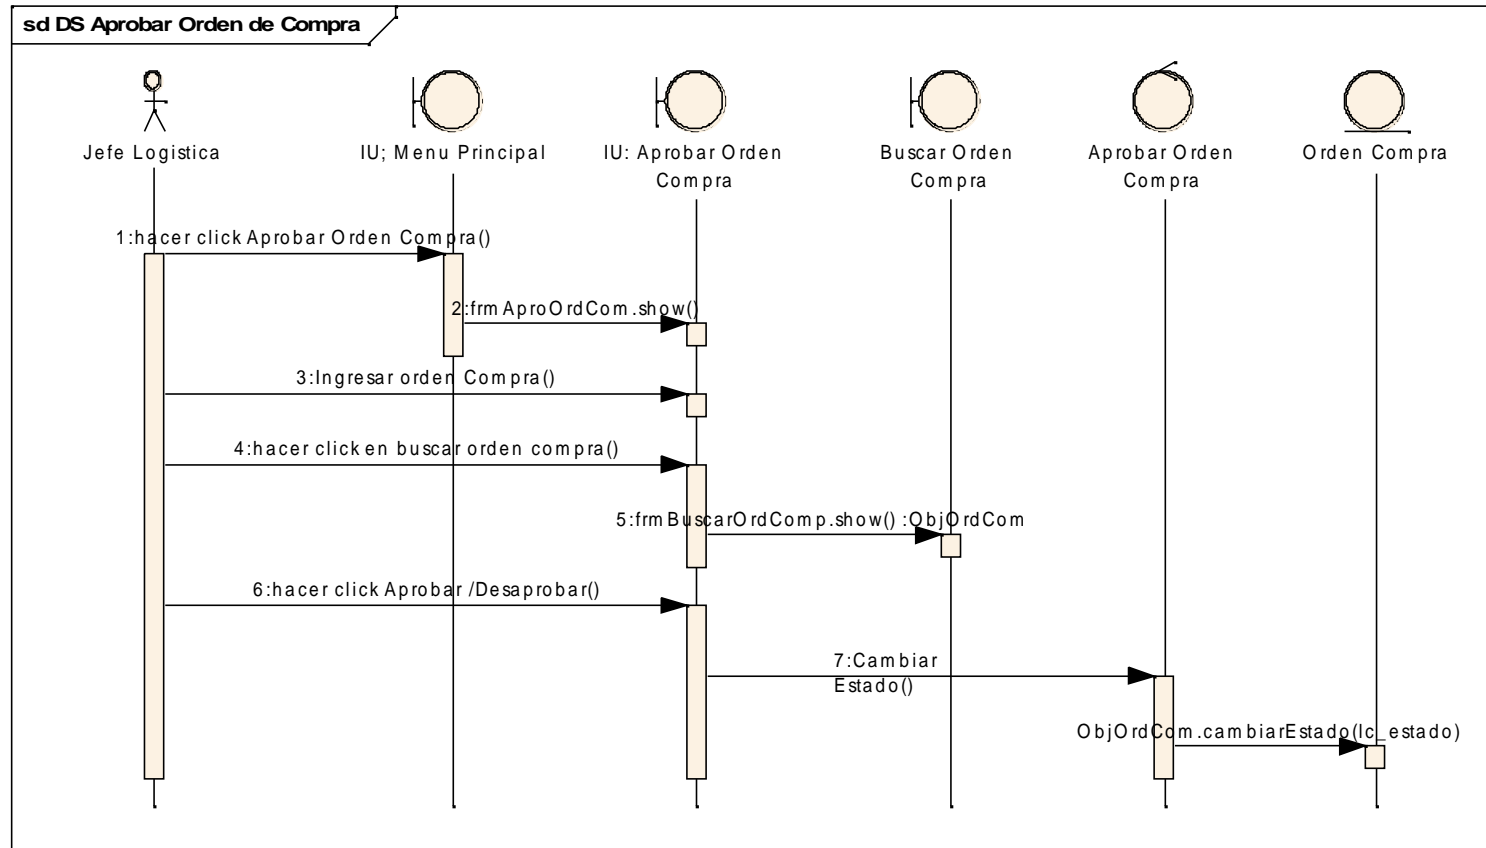 sd DS Aprobar Orden de Compra
Jefe Logistica
IU; Menu Principal
IU: Aprobar Orden
Compra
Buscar Orden
Compra
Aprobar Orden
Compra
Orden Compra
1:hacer click Aprobar Orden Compra()
2:frmAproOrdCom.show()
3:Ingresar orden Compra()
4:hacer click en buscar orden compra()
5:frmBuscarOrdComp.show() :ObjOrdCom
6:hacer click Aprobar /Desaprobar()
7:Cambiar
Estado()
ObjOrdCom.cambiarEstado(lc_estado)